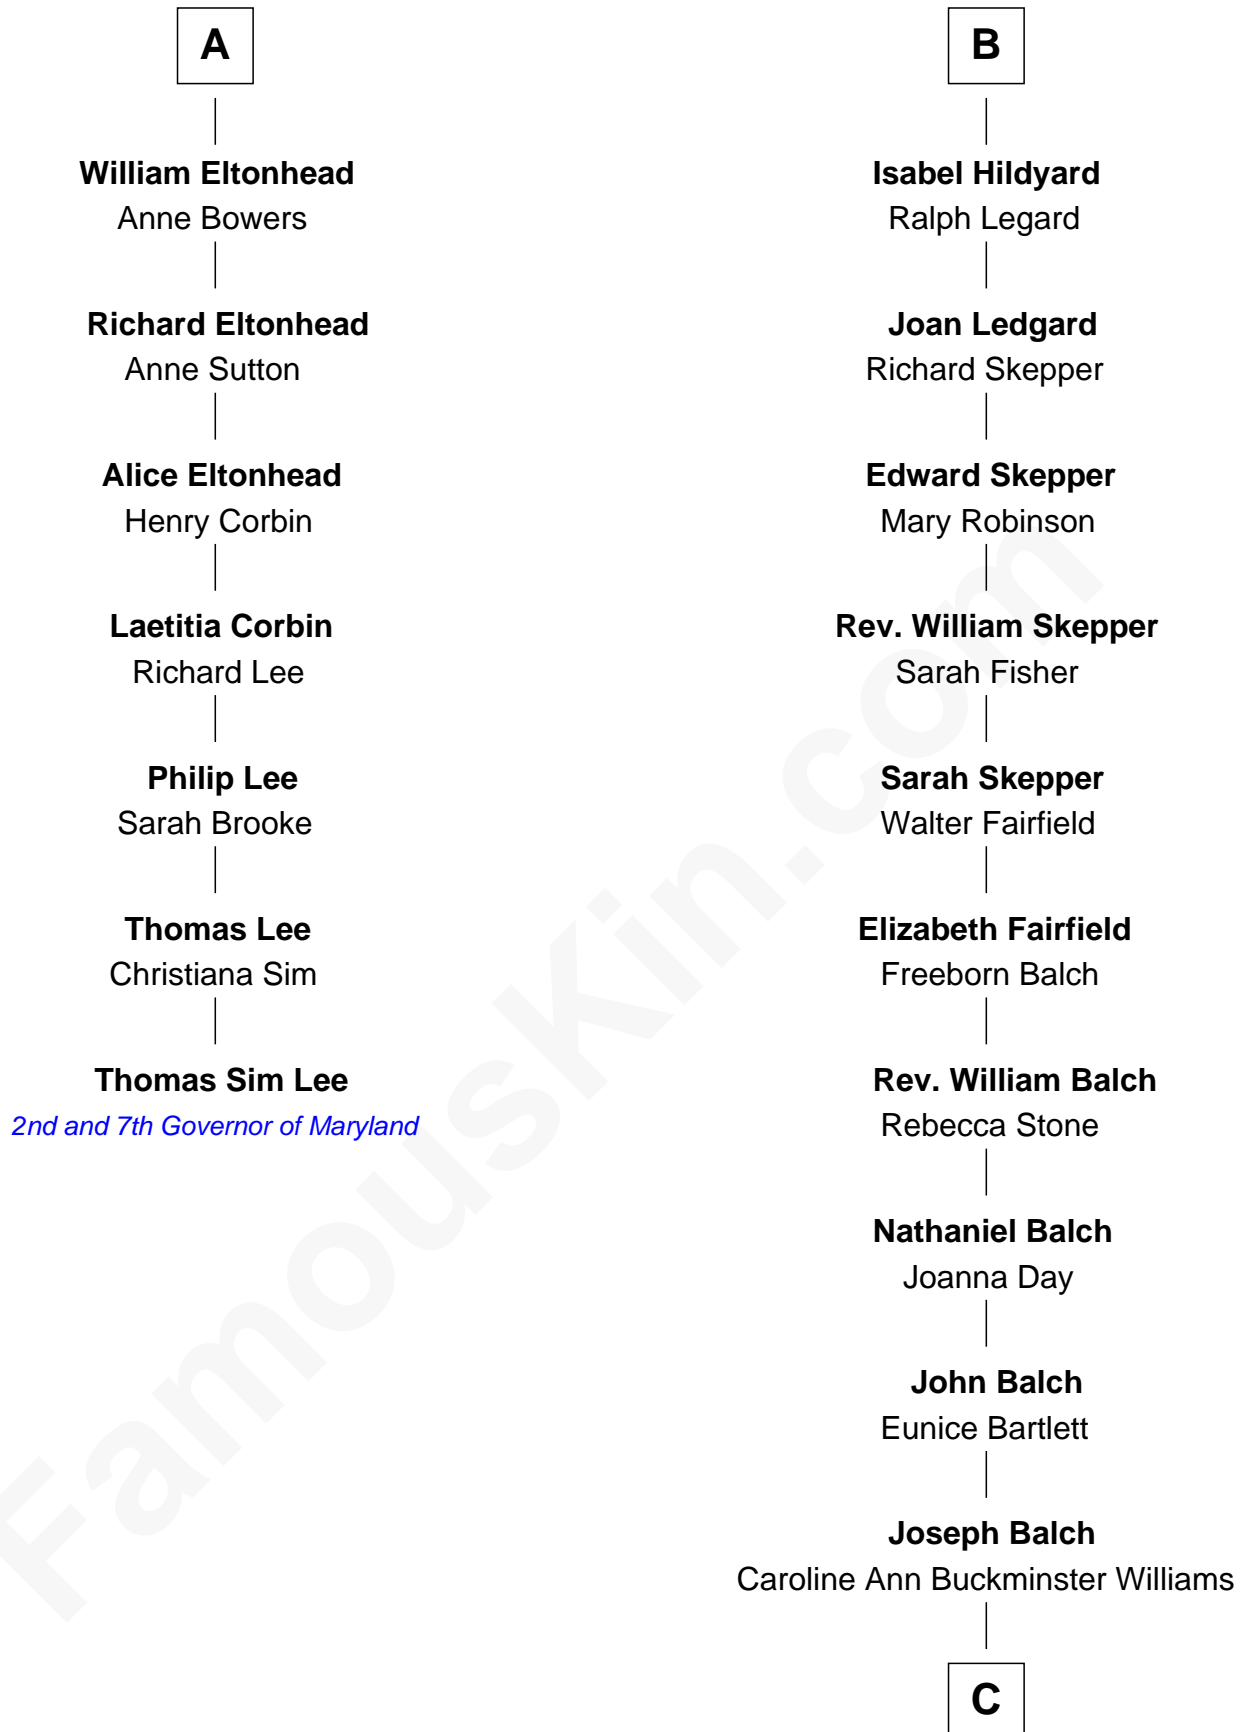 A
William Eltonhead
Anne Bowers
Richard Eltonhead
Anne Sutton
Alice Eltonhead
Henry Corbin
Laetitia Corbin
Richard Lee
Philip Lee
Sarah Brooke
Thomas Lee
Christiana Sim
Thomas Sim Lee
2nd and 7th Governor of Maryland
B
Isabel Hildyard
Ralph Legard
Joan Ledgard
Richard Skepper
Edward Skepper
Mary Robinson
Rev. William Skepper
Sarah Fisher
Sarah Skepper
Walter Fairfield
Elizabeth Fairfield
Freeborn Balch
Rev. William Balch
Rebecca Stone
Nathaniel Balch
Joanna Day
John Balch
Eunice Bartlett
Joseph Balch
Caroline Ann Buckminster Williams
C
FamousKin.com